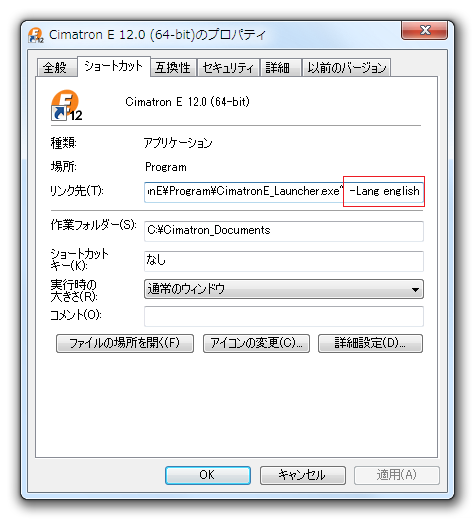 Cimatron E 12.0 (64-bit)のプロパティ
全般 ショートカット 互換性 セキュリティ 詳細 以前のバージョン
12
Cimatron E 12.0 (64-bit)
種類: アプリケーション
場所: Program
リンク先(T): ınE¥Program¥CimatronE_Launcher.exe" -Lang english
作業フォルダー(S): C:¥Cimatron_Documents
ショートカット
キー(K): なし
実行時の
大きさ(R): 通常のウィンドウ
コメント(O):
ファイルの場所を開く(F) アイコンの変更(C)... 詳細設定(D)...
OK キャンセル 適用(A)